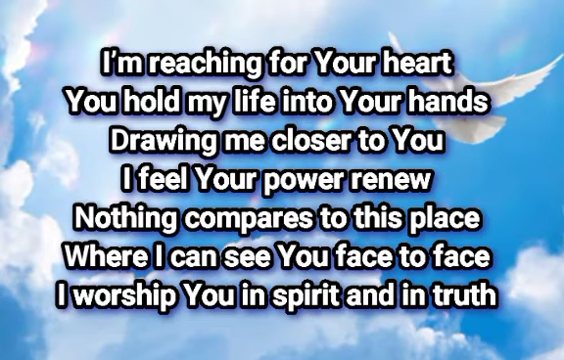 I'm reaching for Your heart
You hold my life into Your hands
Drawing me closer to You
I feel Your power renew
Nothing compares to this place
Where I can see You face to face
I worship You in spirit and in truth